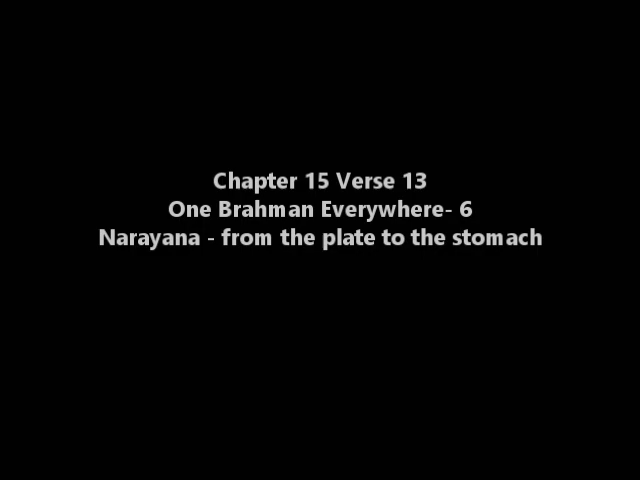 Chapter 15 Verse 13
One Brahman Everywhere- 6
Narayana - from the plate to the stomach